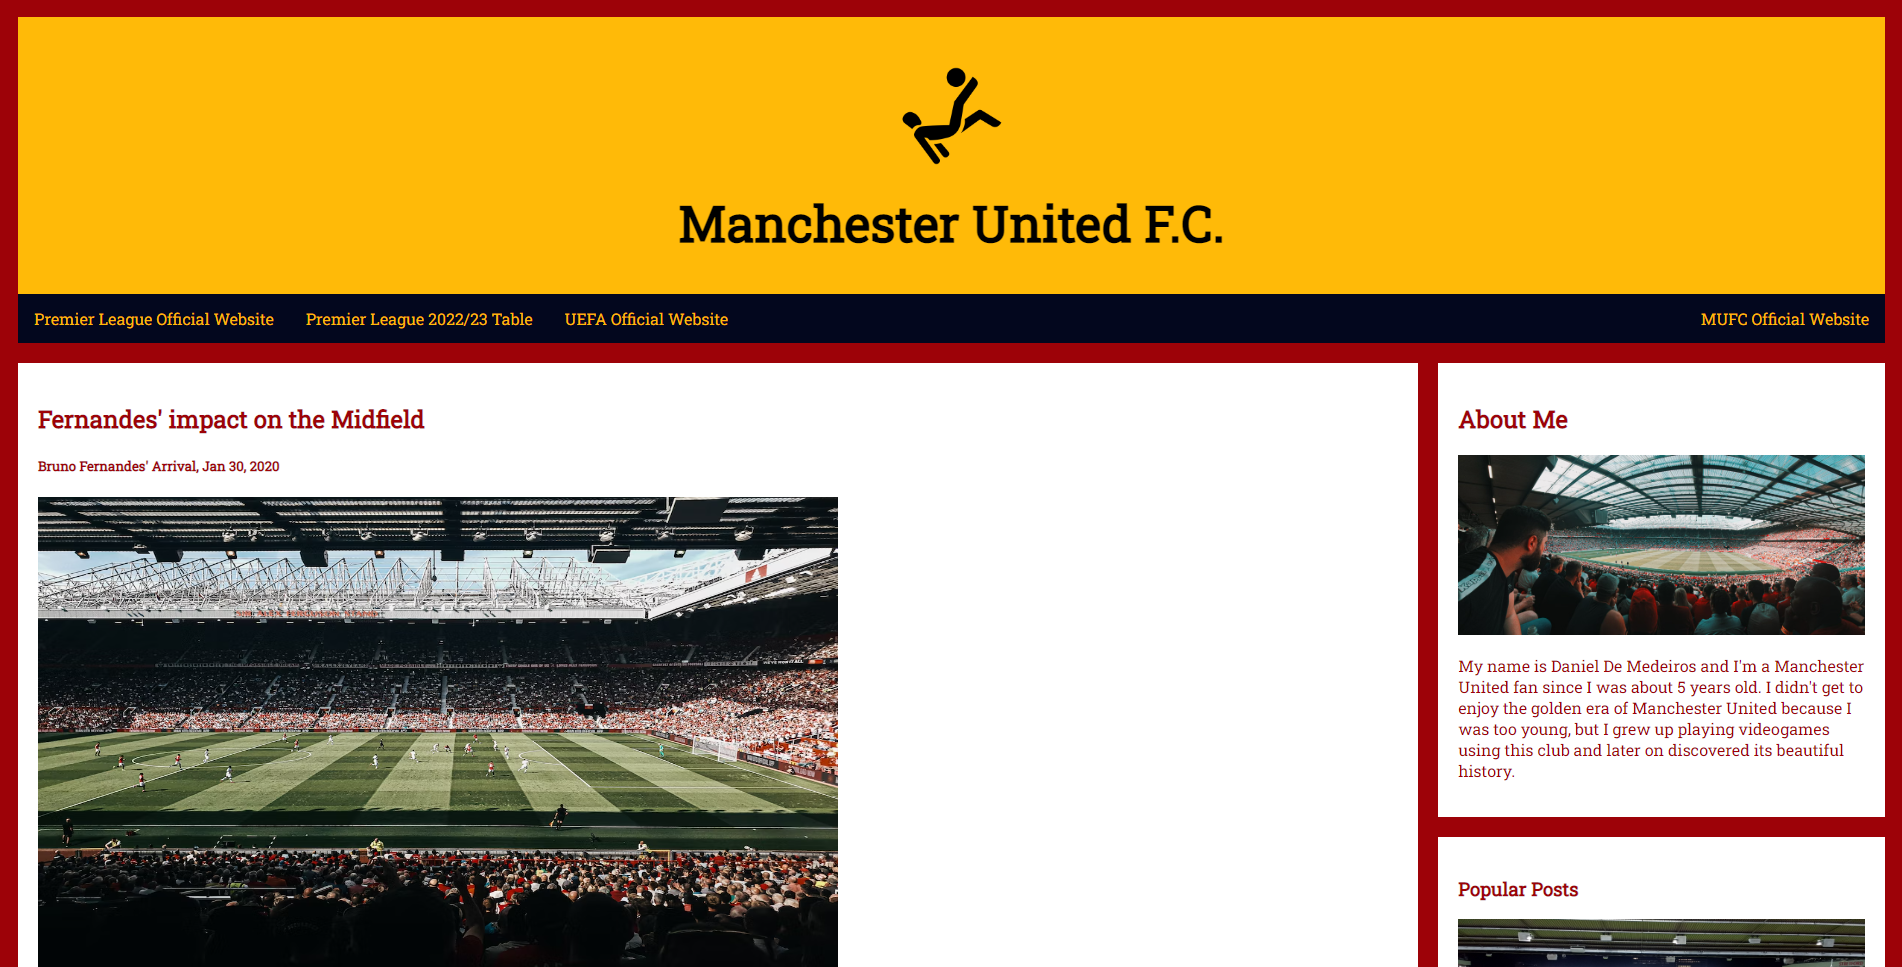 Manchester United F.C.
Premier League Official Website
Premier League 2022/23 Table
UEFA Official Website
MUFC Official Website
Fernandes' impact on the Midfield
Bruno Fernandes' Arrival, Jan 30, 2020
About Me
My name is Daniel De Medeiros and I'm a Manchester
United fan since I was about 5 years old. I didn't get to
enjoy the golden era of Manchester United because I
was too young, but I grew up playing videogames
using this club and later on discovered its beautiful
history.
Popular Posts